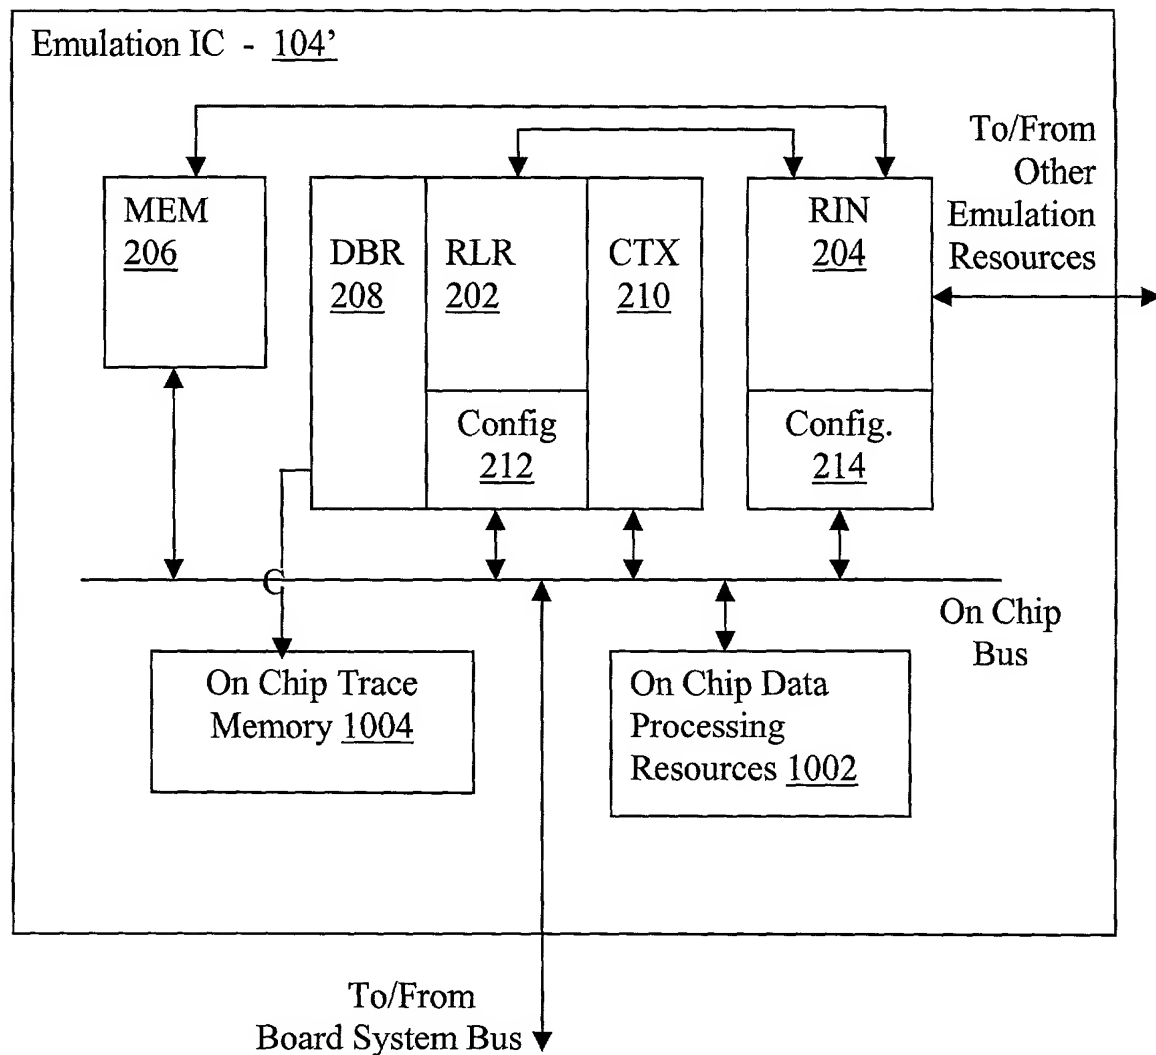 Emulation IC - 104’
To/From
Other
Emulation
Resources
MEM
206
DBR
208
RLR
202
CTX
210
RIN
204
Config
212
Config.
214
On Chip
Bus
On Chip Trace
Memory 1004
On Chip Data
Processing
Resources 1002
To/From
Board System Bus